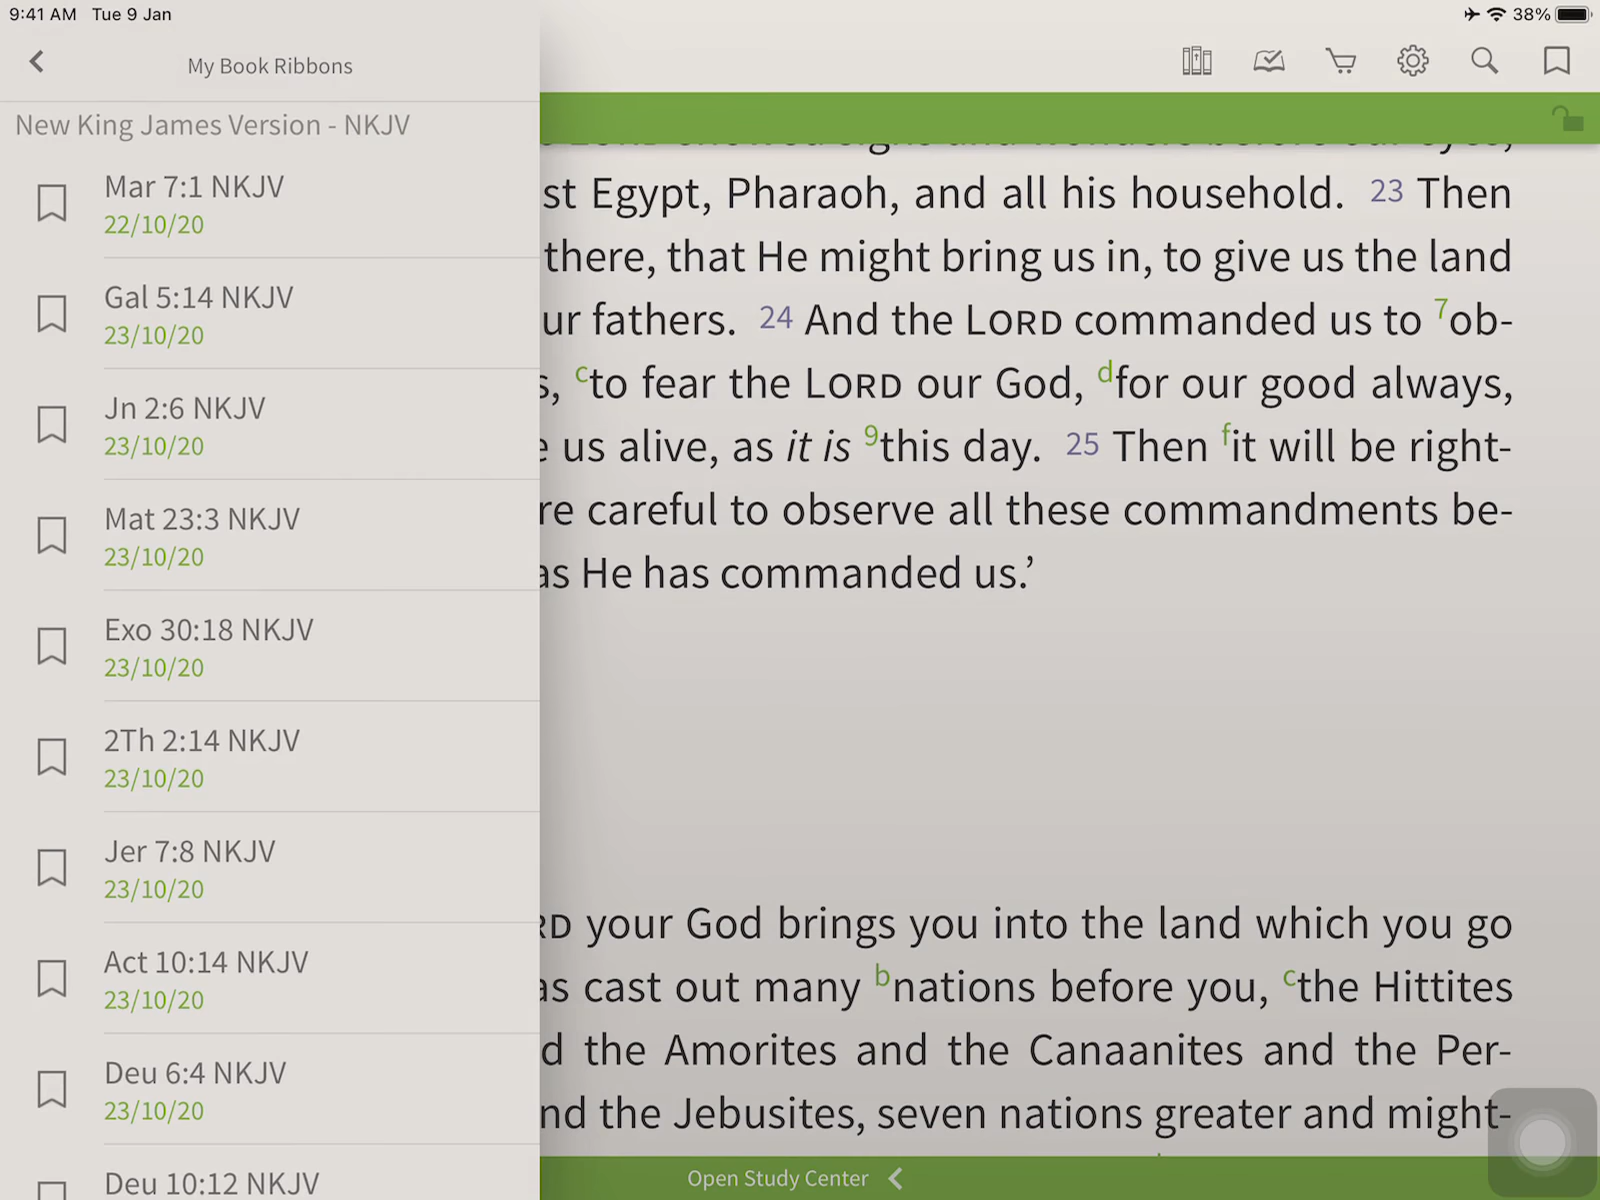 9:41 AM Tue 9 Jan
38%
My Book Ribbons
New King James Version - NKJV
Mar 7:1 NKJV
22/10/20
Gal 5:14 NKJV
23/10/20
Jn 2:6 NKJV
23/10/20
Mat 23:3 NKJV
23/10/20
Exo 30:18 NKJV
23/10/20
2Th 2:14 NKJV
23/10/20
Jer 7:8 NKJV
23/10/20
Act 10:14 NKJV
23/10/20
Deu 6:4 NKJV
23/10/20
Deu 10:12 NKJV
LORD showed signs and wonders before our eyes,
st Egypt, Pharaoh, and all his household. 23 Then
there, that He might bring us in, to give us the land
ur fathers. 24 And the LORD commanded us to 7ob-
s, cto fear the LORD our God, dfor our good always,
e us alive, as it is 9this day. 25 Then fit will be right-
re careful to observe all these commandments be-
as He has commanded us.’
RD your God brings you into the land which you go
as cast out many bnations before you, cthe Hittites
d the Amorites and the Canaanites and the Per-
nd the Jebusites, seven nations greater and might-
Open Study Center